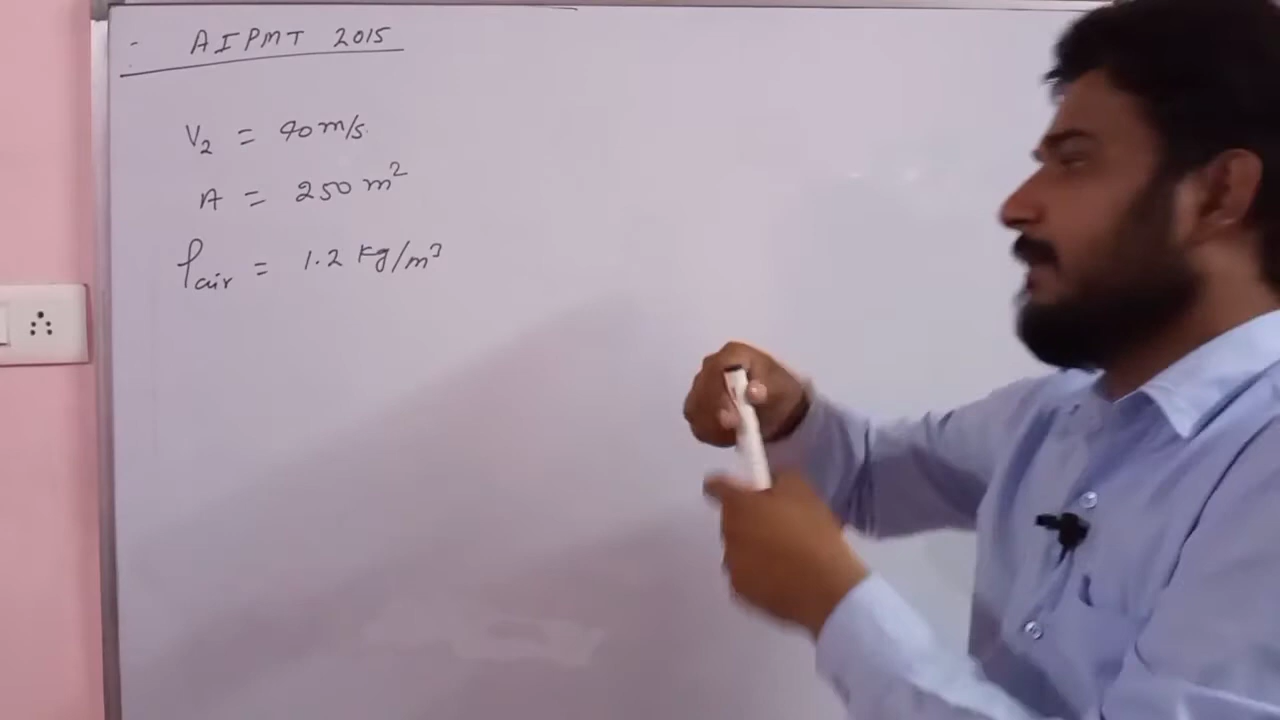 - AIPMT 2015
V₂ = 40 m/s.
A = 250 m²
ρair = 1.2 kg/m³